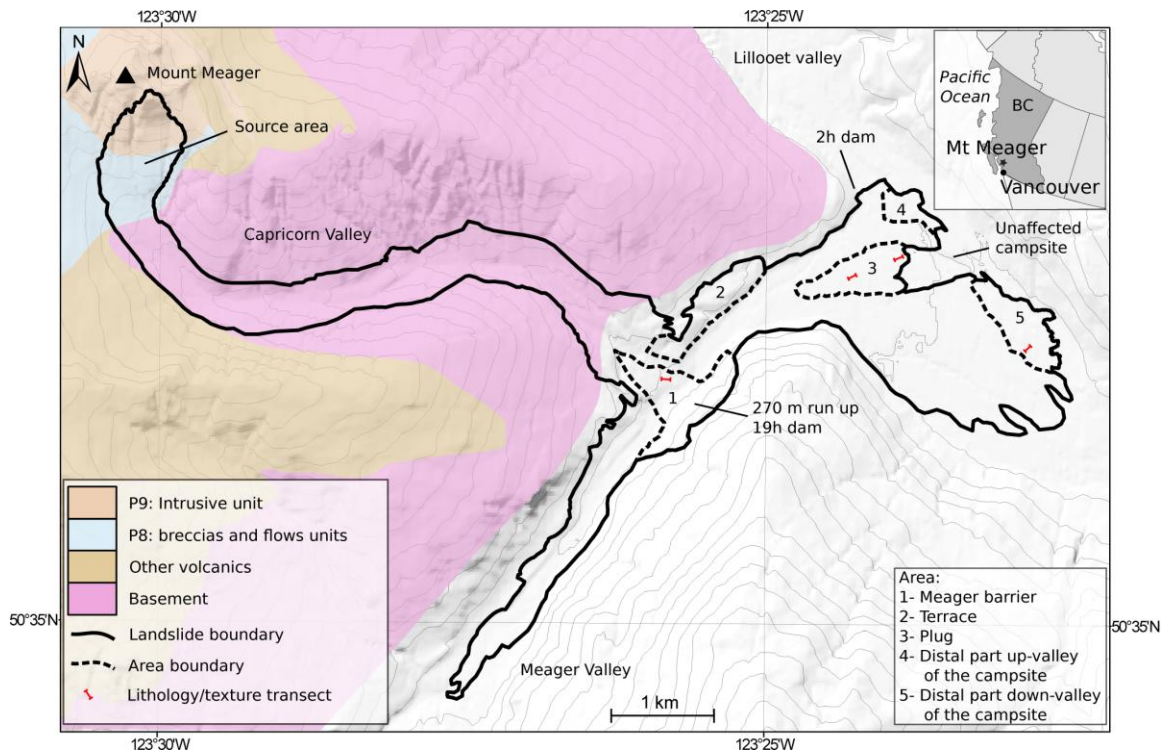 123°30'W
123°25'W
N
Mount Meager
Source area
Lillooet valley
Pacific
Ocean
BC
Mt Meager
Vancouver
2h dam
4
Capricorn Valley
Unaffected
campsite
3
2
5
1
270 m run up
19h dam
P9: Intrusive unit
P8: breccias and flows units
Other volcanics
Basement
Landslide boundary
Area boundary
Lithology/texture transect
Area:
1- Meager barrier
2- Terrace
3- Plug
4- Distal part up-valley
of the campsite
5- Distal part down-valley
of the campsite
50°35'N
50°35'N
Meager Valley
1 km
123°30'W
123°25'W